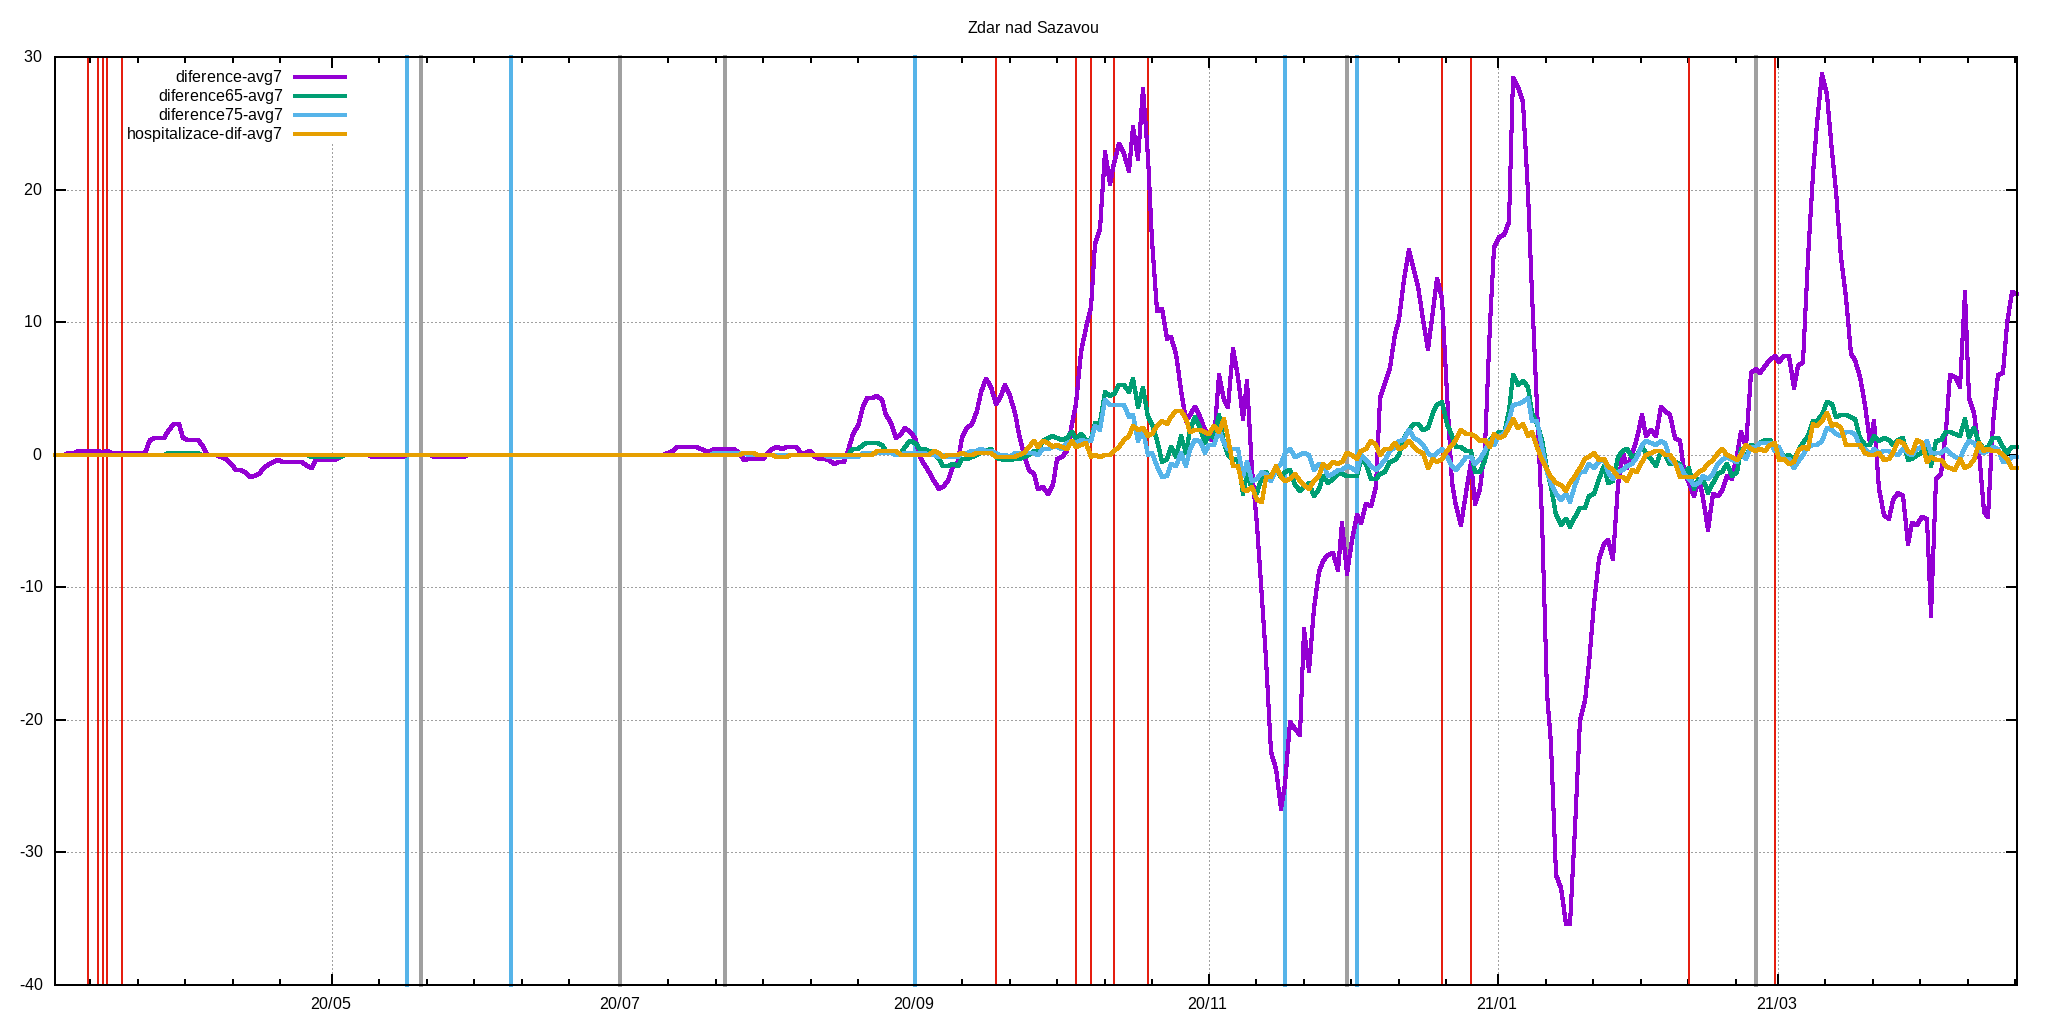 Zdar nad Sazavou
30
diference-avg7
diference65-avg7
diference75-avg7
hospitalizace-dif-avg7
20
10
0
-10
-20
-30
-40
20/05 20/07 20/09 20/11 21/01 21/03